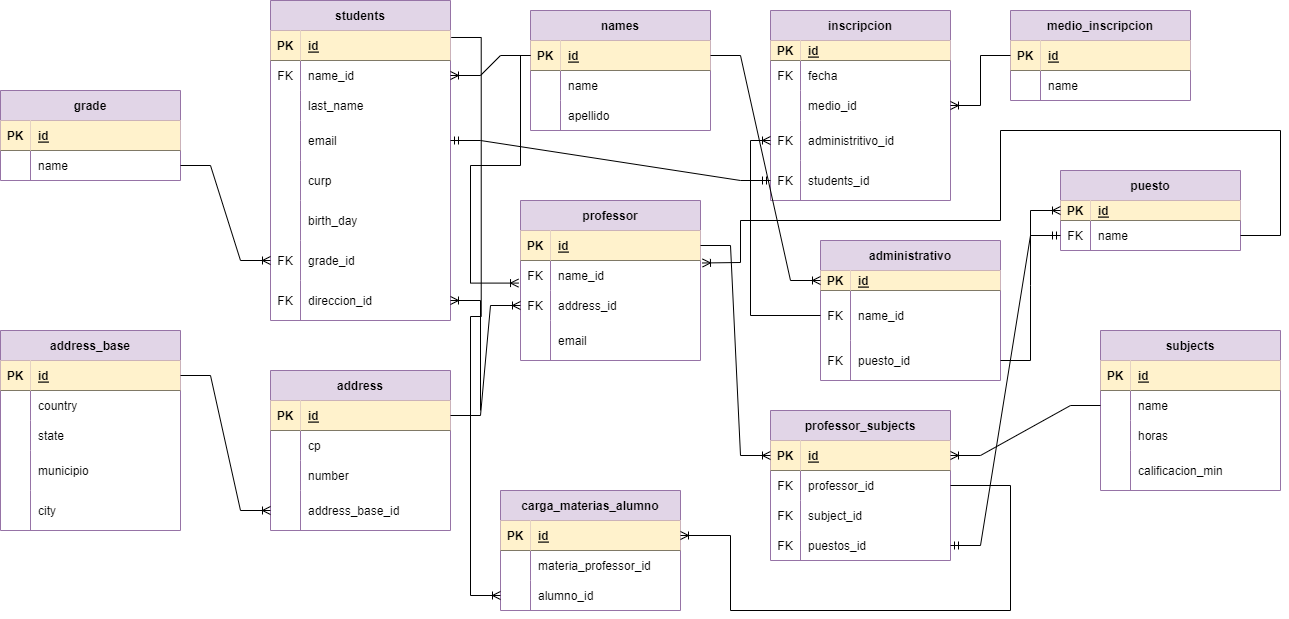 students
PK id
FK name_id
last_name
email
curp
birth_day
FK grade_id
FK direccion_id
names
PK id
name
apellido
inscripcion
PK id
FK fecha
medio_id
FK administritivo_id
FK students_id
medio_inscripcion
PK id
name
grade
PK id
name
professor
PK id
FK name_id
FK address_id
email
puesto
PK id
FK name
administrativo
PK id
FK name_id
FK puesto_id
address_base
PK id
country
state
municipio
city
address
PK id
cp
number
address_base_id
subjects
PK id
name
horas
calificacion_min
professor_subjects
PK id
FK professor_id
FK subject_id
FK puestos_id
carga_materias_alumno
PK id
materia_professor_id
alumno_id